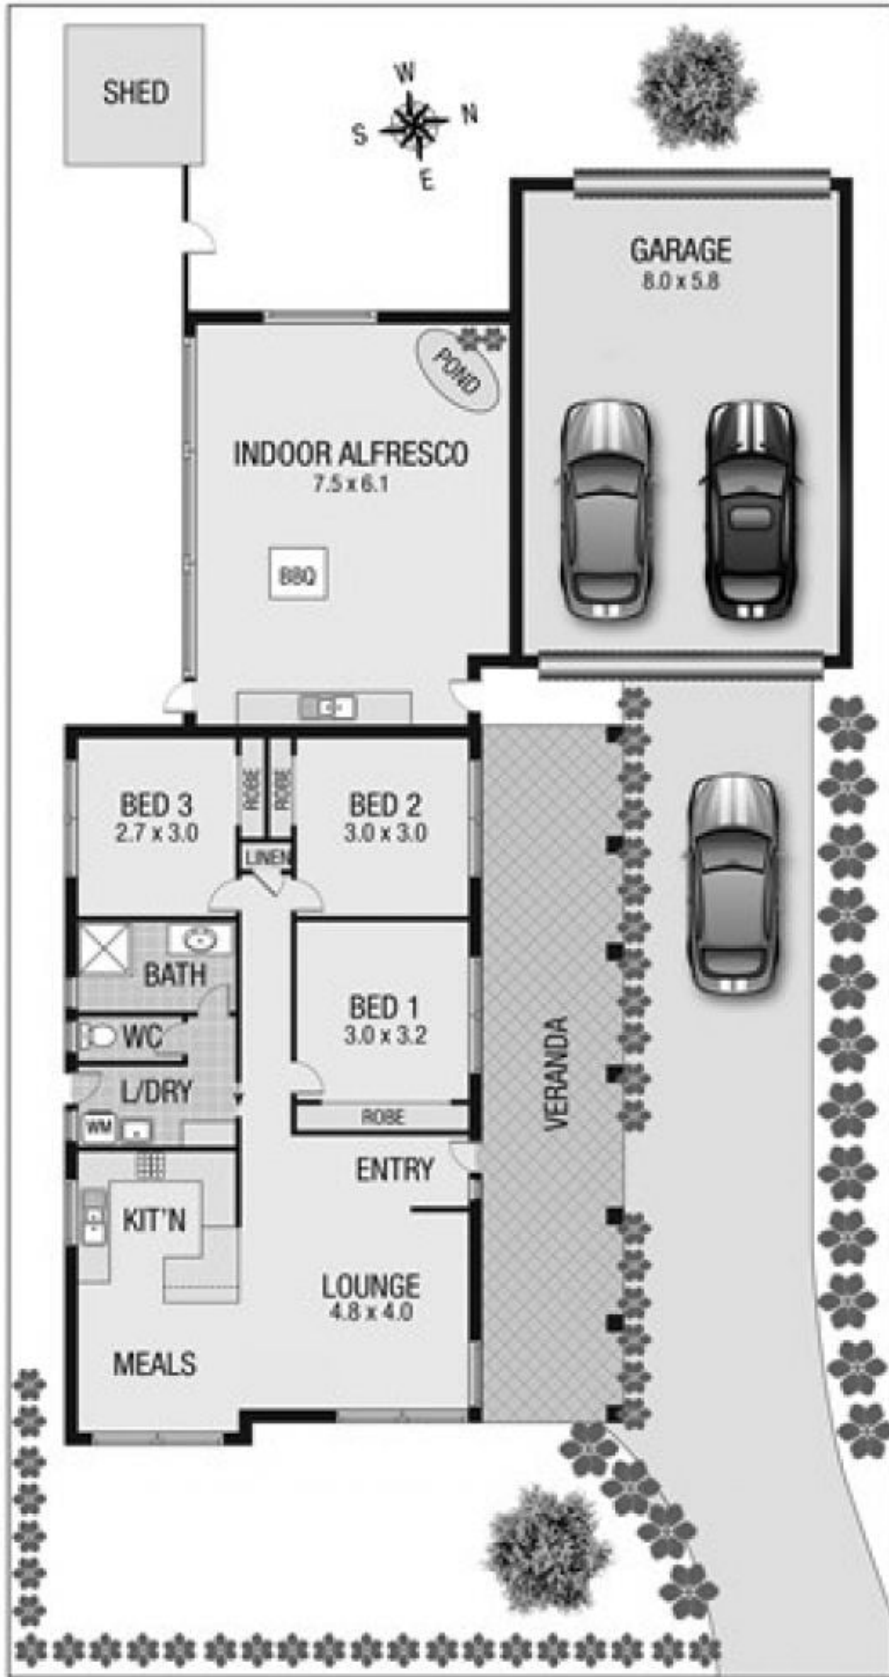 SHED
W
N
S
E
GARAGE
8.0 x 5.8
POND
INDOOR ALFRESCO
7.5 x 6.1
BBQ
BED 3
2.7 x 3.0
ROBE
ROBE
BED 2
3.0 x 3.0
LINEN
BATH
BED 1
3.0 x 3.2
WC
VERANDA
L/DRY
WM
ROBE
ENTRY
KIT'N
LOUNGE
4.8 x 4.0
MEALS